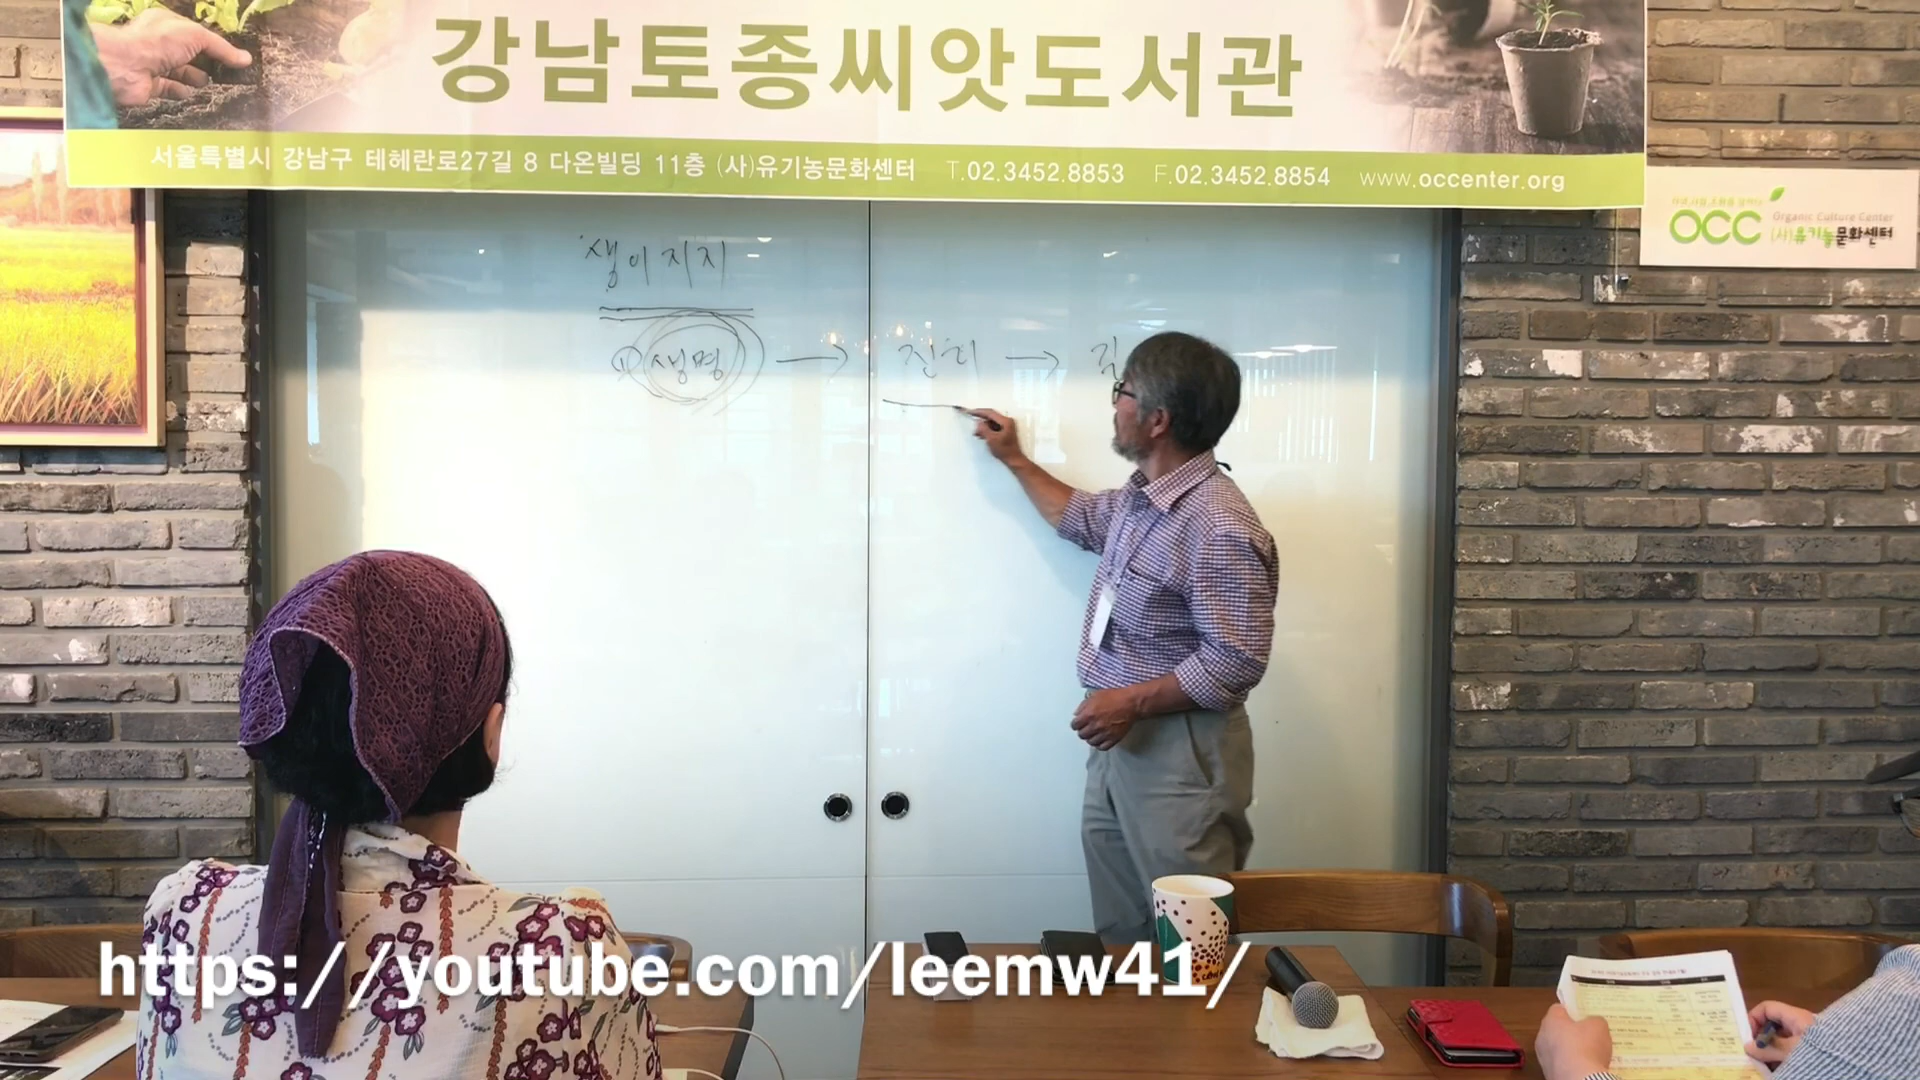 강남토종씨앗도서관
서울특별시 강남구 테헤란로27길 8 다온빌딩 11층 (사)유기농문화센터 T.02.3452.8853 F.02.3452.8854 www.occenter.org
OCC Organic Culture Center
(사)유기농문화센터
생이지지
① 생명 → 진리 → 길
https://youtube.com/leemw41/